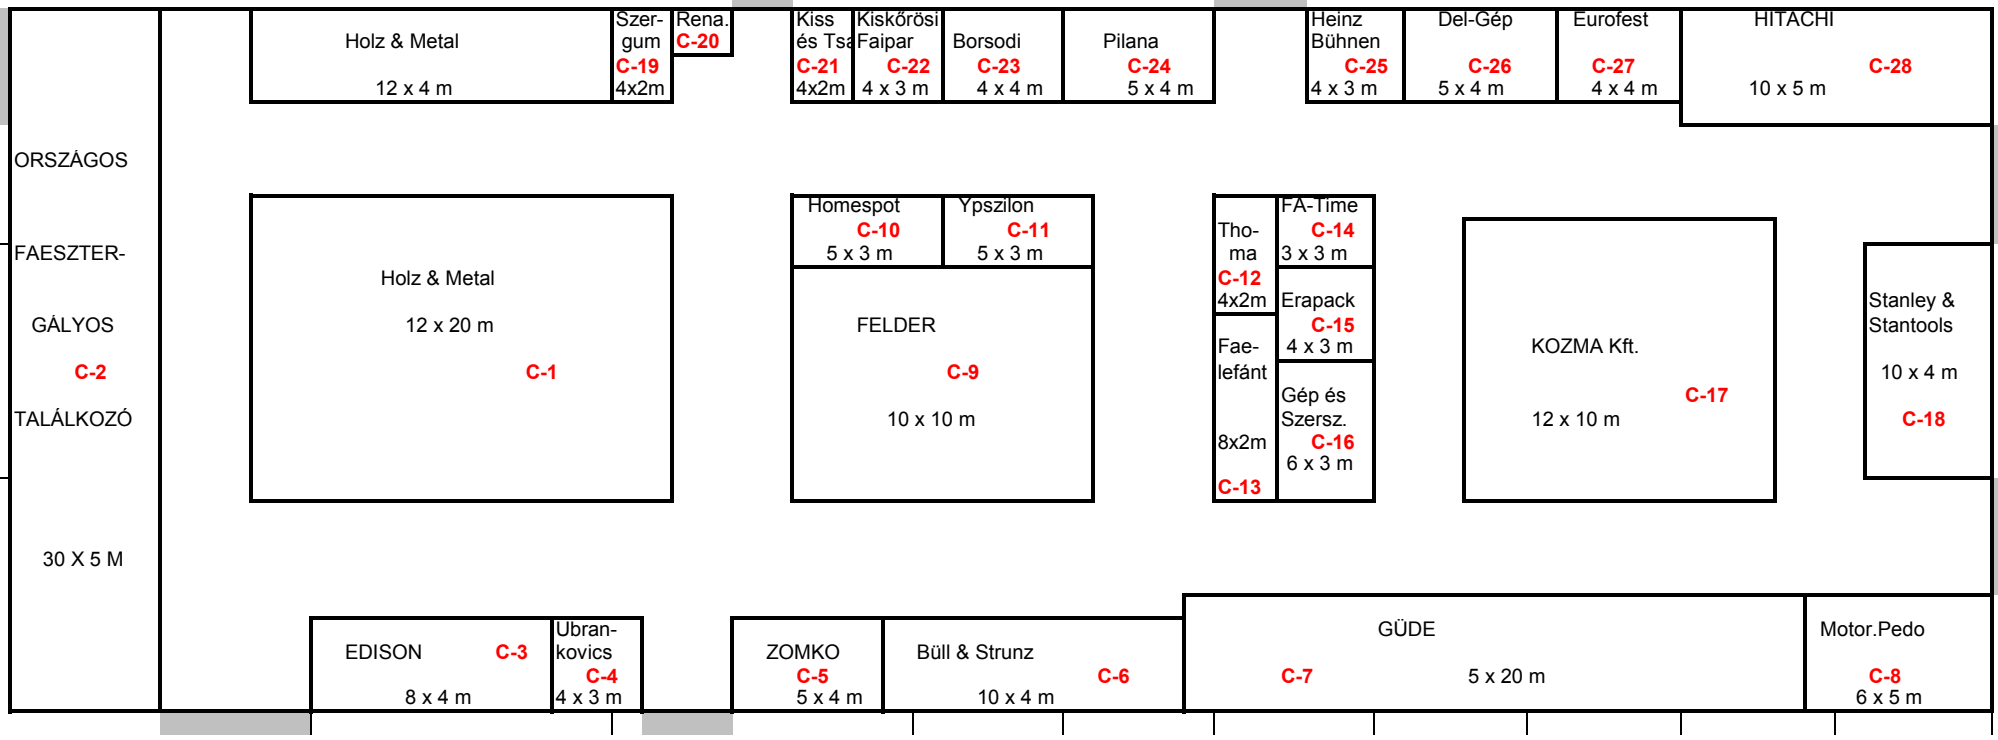 Holz & Metal
12 x 4 m
Szer-
gum
C-19
4x2m
Rena.
C-20
Kiss
és Tsa
C-21
4x2m
Kiskőrösi
Faipar
C-22
4 x 3 m
Borsodi
C-23
4 x 4 m
Pilana
C-24
5 x 4 m
Heinz
Bühnen
C-25
4 x 3 m
Del-Gép
C-26
5 x 4 m
Eurofest
C-27
4 x 4 m
HITACHI
C-28
10 x 5 m
ORSZÁGOS
FAESZTER-
GÁLYOS
C-2
TALÁLKOZÓ
30 X 5 M
Holz & Metal
12 x 20 m
C-1
Homespot
C-10
5 x 3 m
Ypszilon
C-11
5 x 3 m
FELDER
C-9
10 x 10 m
Tho-
ma
C-12
4x2m
Fae-
lefánt
8x2m
C-13
FA-Time
C-14
3 x 3 m
Erapack
C-15
4 x 3 m
Gép és
Szersz.
C-16
6 x 3 m
KOZMA Kft.
C-17
12 x 10 m
Stanley &
Stantools
10 x 4 m
C-18
EDISON C-3
8 x 4 m
Ubran-
kovics
C-4
4 x 3 m
ZOMKO
C-5
5 x 4 m
Büll & Strunz
C-6
10 x 4 m
GÜDE
C-7 5 x 20 m
Motor.Pedo
C-8
6 x 5 m